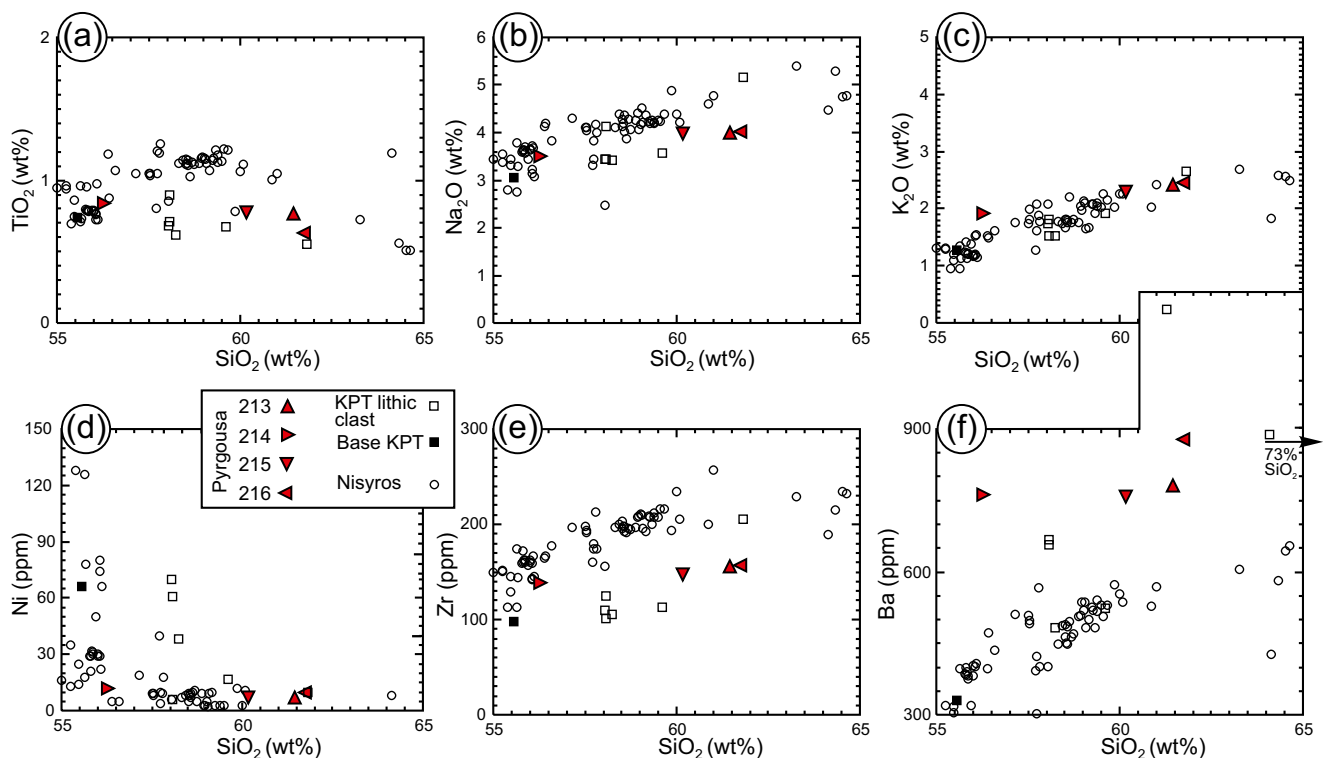 (a)
(b)
(c)
2
1
0
TiO2 (wt%)
55
60
65
SiO2 (wt%)
6
5
4
3
2
1
0
Na2O (wt%)
55
60
65
SiO2 (wt%)
5
4
3
2
1
0
K2O (wt%)
55
60
SiO2 (wt%)
Pyrgousa
213
214
215
216
KPT lithic
clast
Base KPT
Nisyros
(d)
(e)
(f)
150
120
90
60
30
0
Ni (ppm)
55
60
65
SiO2 (wt%)
300
200
100
0
Zr (ppm)
55
60
65
SiO2 (wt%)
900
600
300
Ba (ppm)
73%
SiO2
55
60
65
SiO2 (wt%)